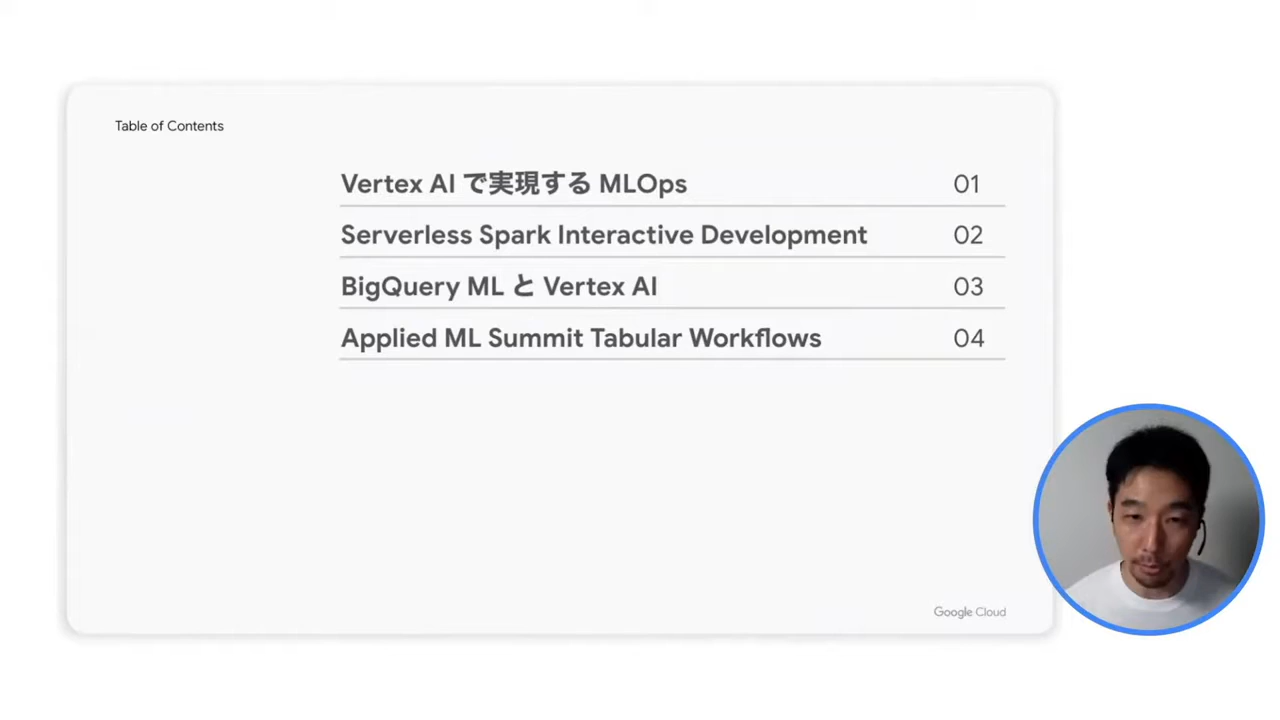 Table of Contents
Vertex AI で実現する MLOps 01
Serverless Spark Interactive Development 02
BigQuery ML と Vertex AI 03
Applied ML Summit Tabular Workflows 04
Google Cloud